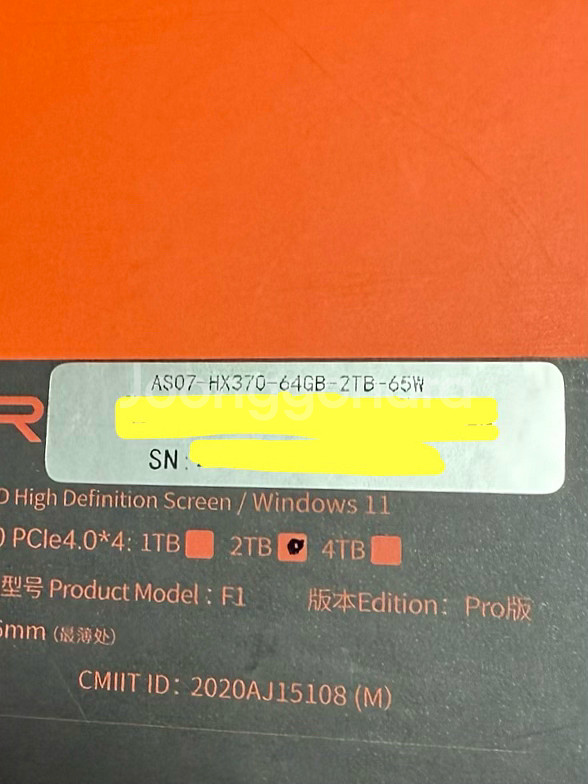 AS07-HX370-64GB-2TB-65W
Joonggonara
SN:
R
D High Definition Screen / Windows 11
) PCIe4.0*4: 1TB 2TB 4TB
型号 Product Model : F1 版本Edition: Pro版
5mm (最薄处)
CMIIT ID: 2020AJ15108 (M)